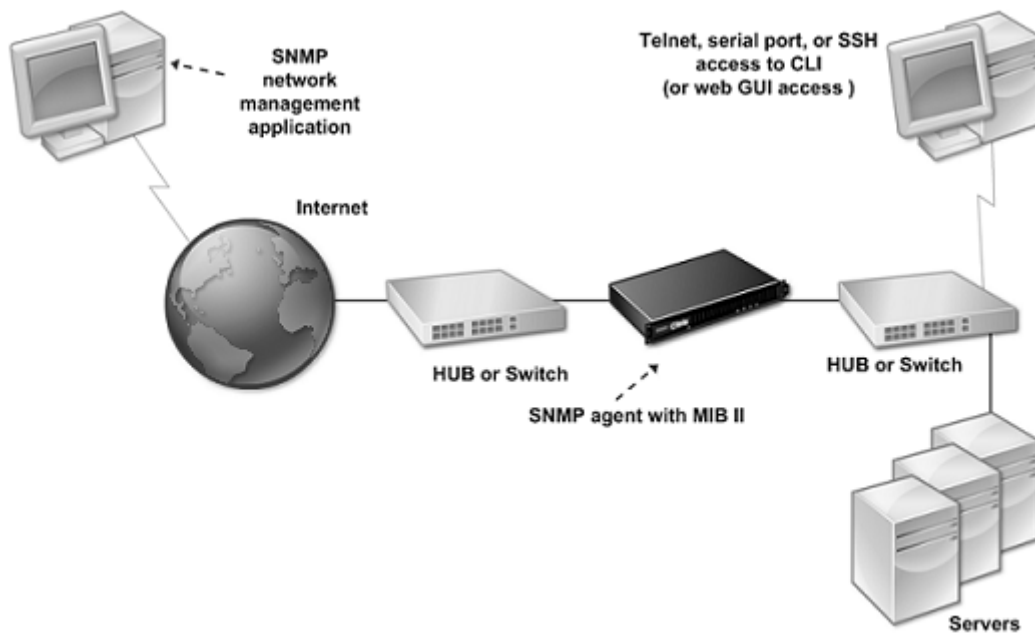 SNMP
network
management
application
Telnet, serial port, or SSH
access to CLI
(or web GUI access )
Internet
HUB or Switch
HUB or Switch
SNMP agent with MIB II
Servers